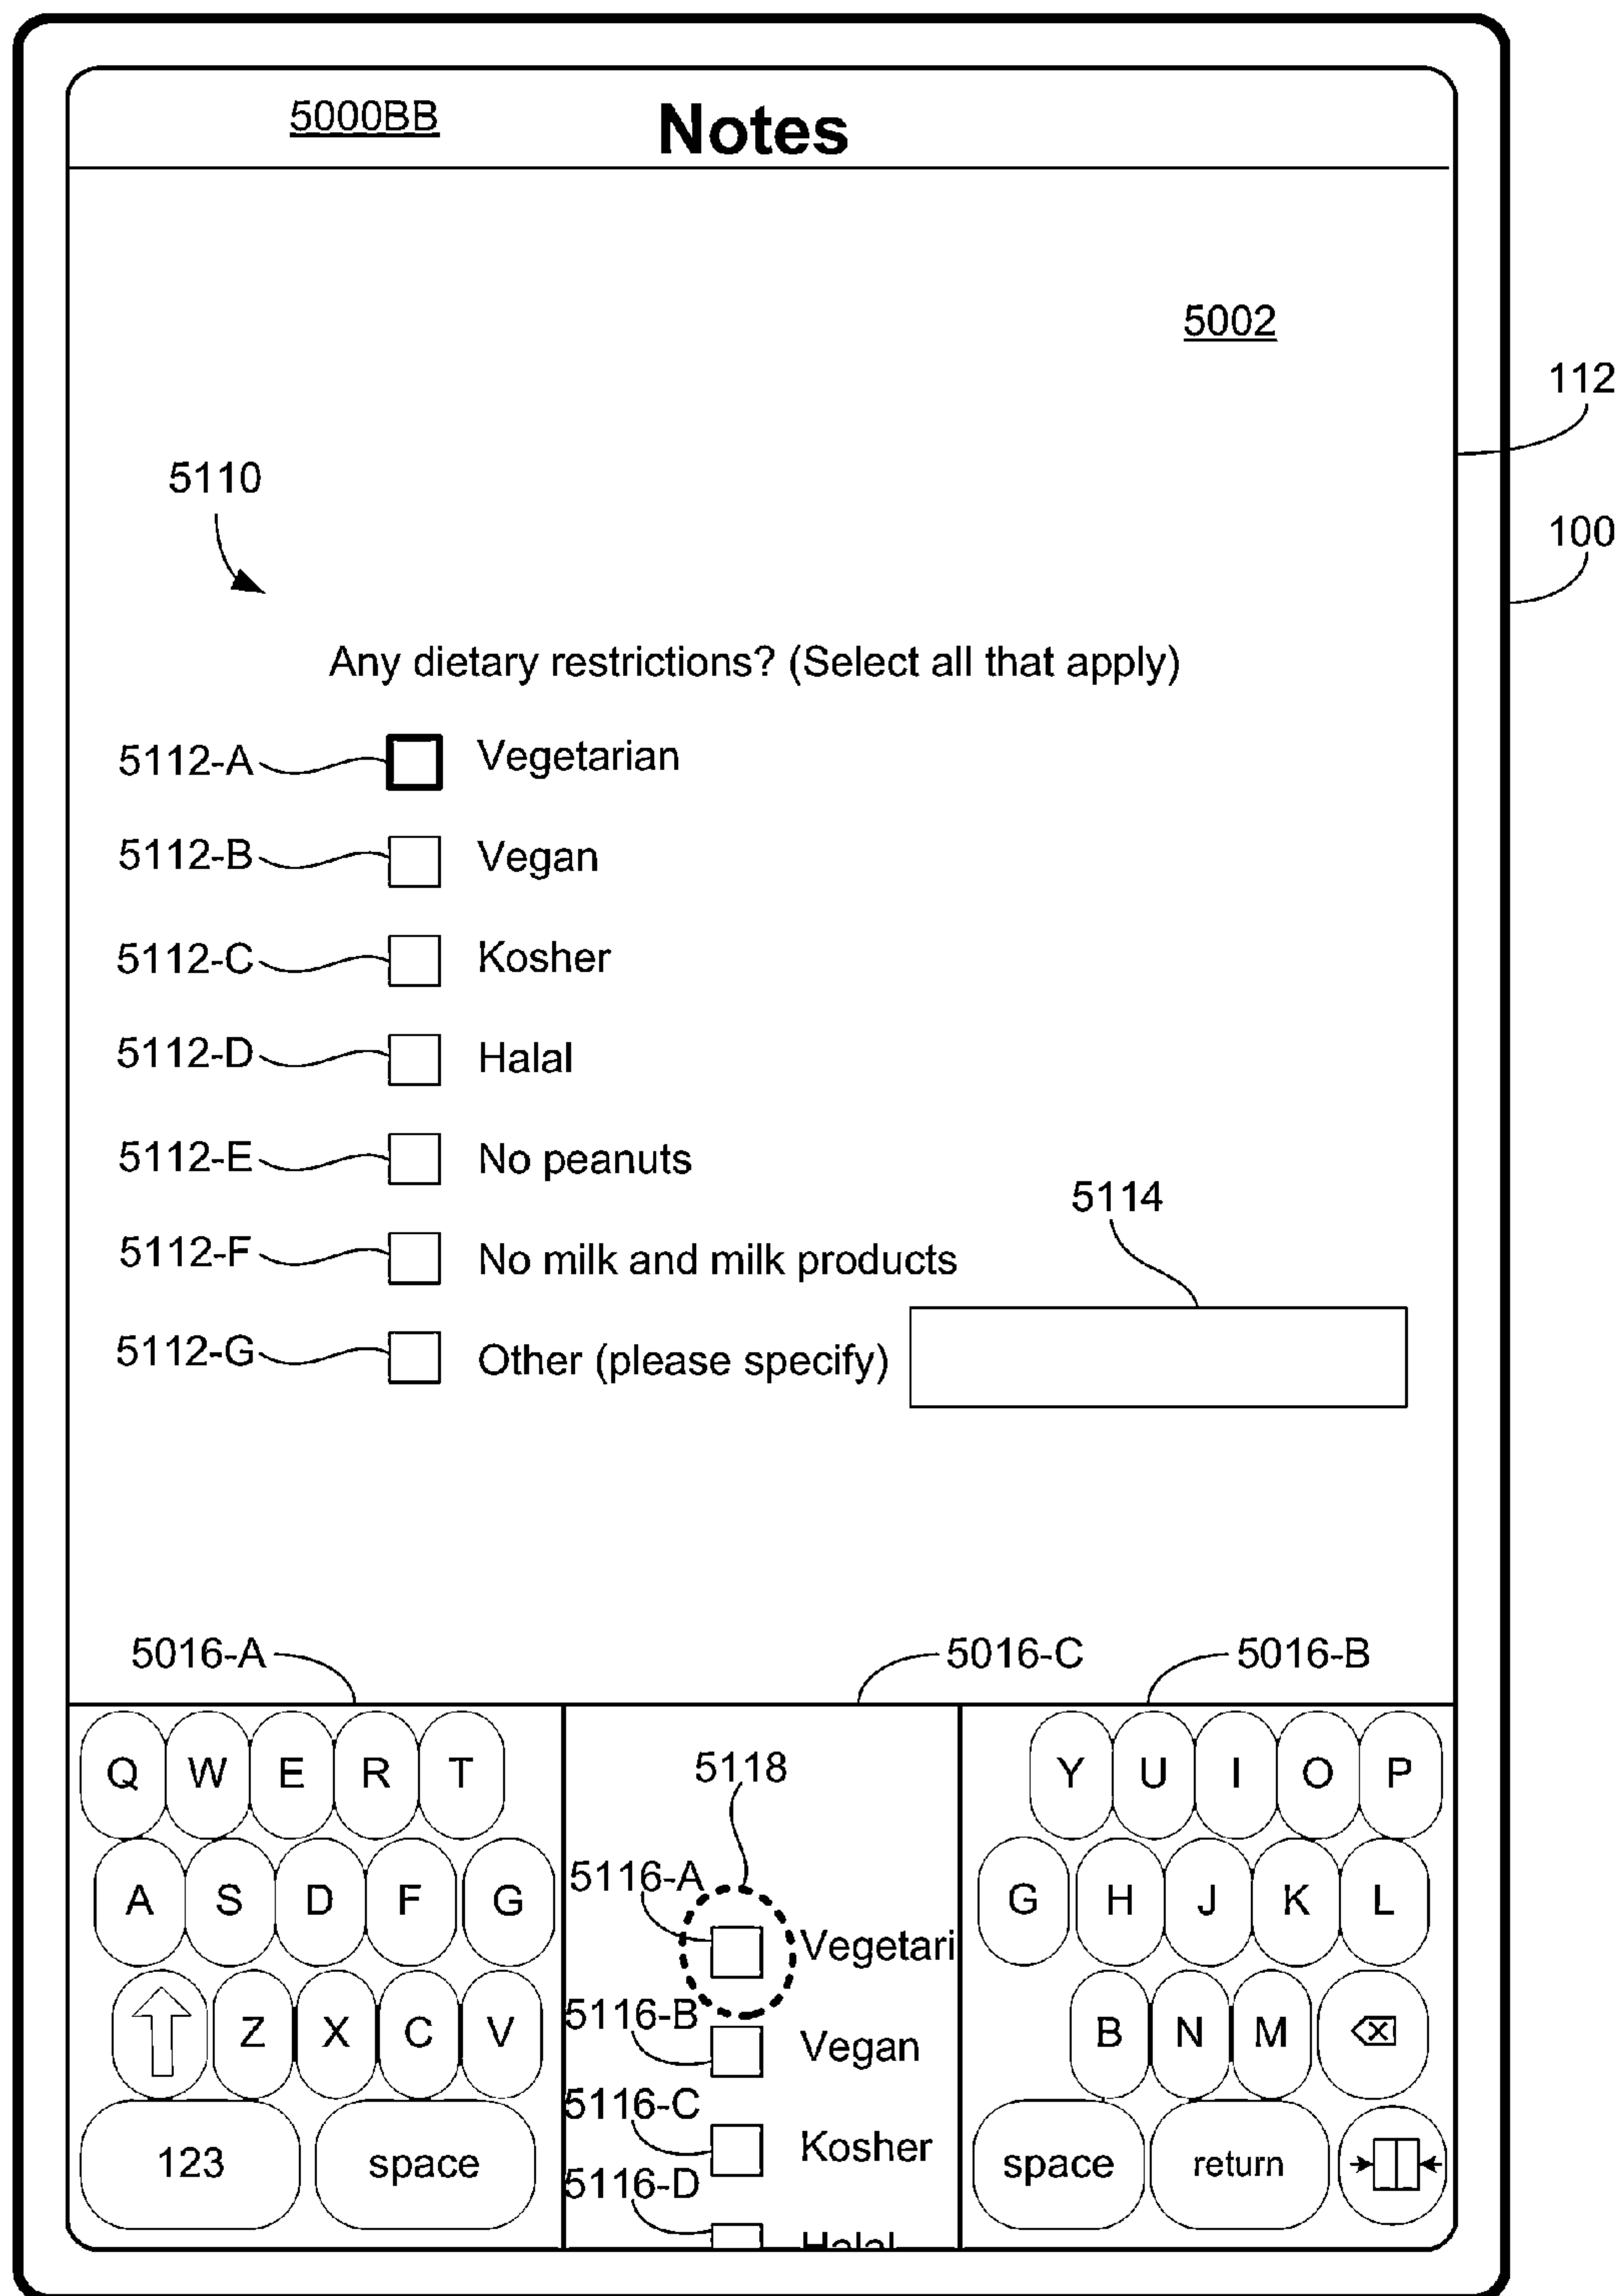 5000BB Notes
5002
112
5110
100
Any dietary restrictions? (Select all that apply)
5112-A Vegetarian
5112-B Vegan
5112-C Kosher
5112-D Halal
5112-E No peanuts
5114
5112-F No milk and milk products
5112-G Other (please specify)
5016-A 5016-C 5016-B
Q W E R T
5118
Y U I O P
A S D F G
5116-A Vegetari
G H J K L
Z X C V
5116-B Vegan
B N M
5116-C Kosher
123 space
space return
5116-D Halal